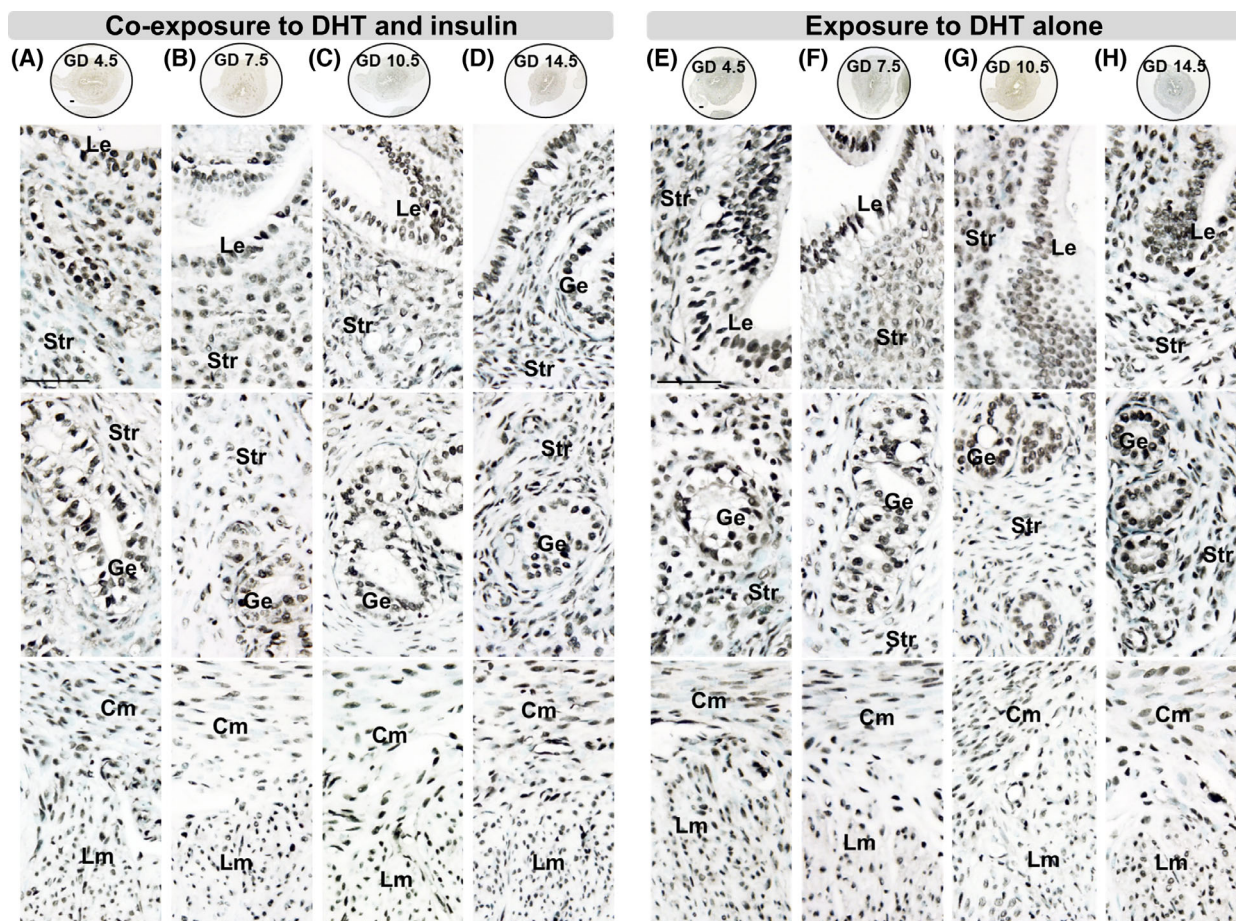 Co-exposure to DHT and insulin
Exposure to DHT alone
(A) (B) (C) (D) (E) (F) (G) (H)
GD 4.5 GD 7.5 GD 10.5 GD 14.5 GD 4.5 GD 7.5 GD 10.5 GD 14.5
Le
Le
Str
Le
Str
Le
Str
Ge
Str
Str
Le
Le
Str
Str
Le
Le
Str
Str
Ge
Str
Ge
Str
Ge
Str
Ge
Ge
Str
Ge
Str
Ge
Str
Ge
Str
Cm
Lm
Cm
Lm
Cm
Lm
Cm
Lm
Cm
Lm
Cm
Lm
Cm
Lm
Cm
Lm